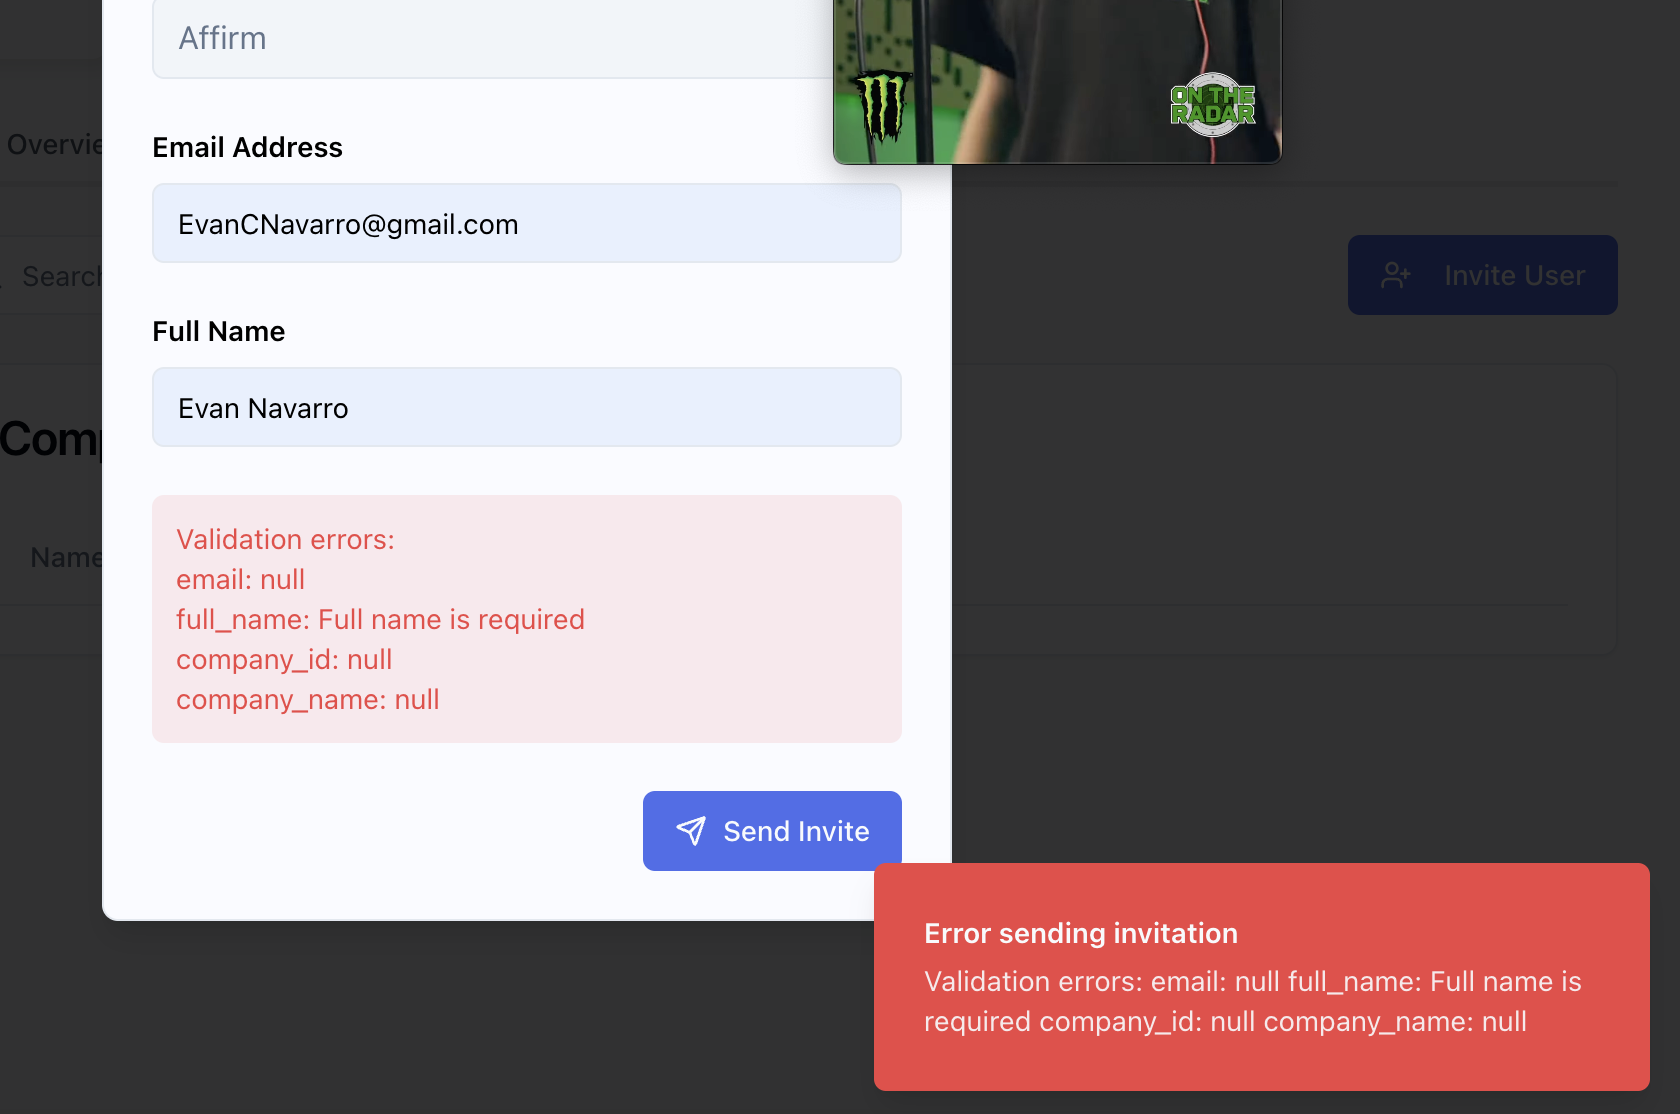 Affirm
ON THE
RADAR
Overvie
Email Address
EvanCNavarro@gmail.com
Search
Invite User
Full Name
Evan Navarro
Comp
Name
Validation errors:
email: null
full_name: Full name is required
company_id: null
company_name: null
Send Invite
Error sending invitation
Validation errors: email: null full_name: Full name is
required company_id: null company_name: null